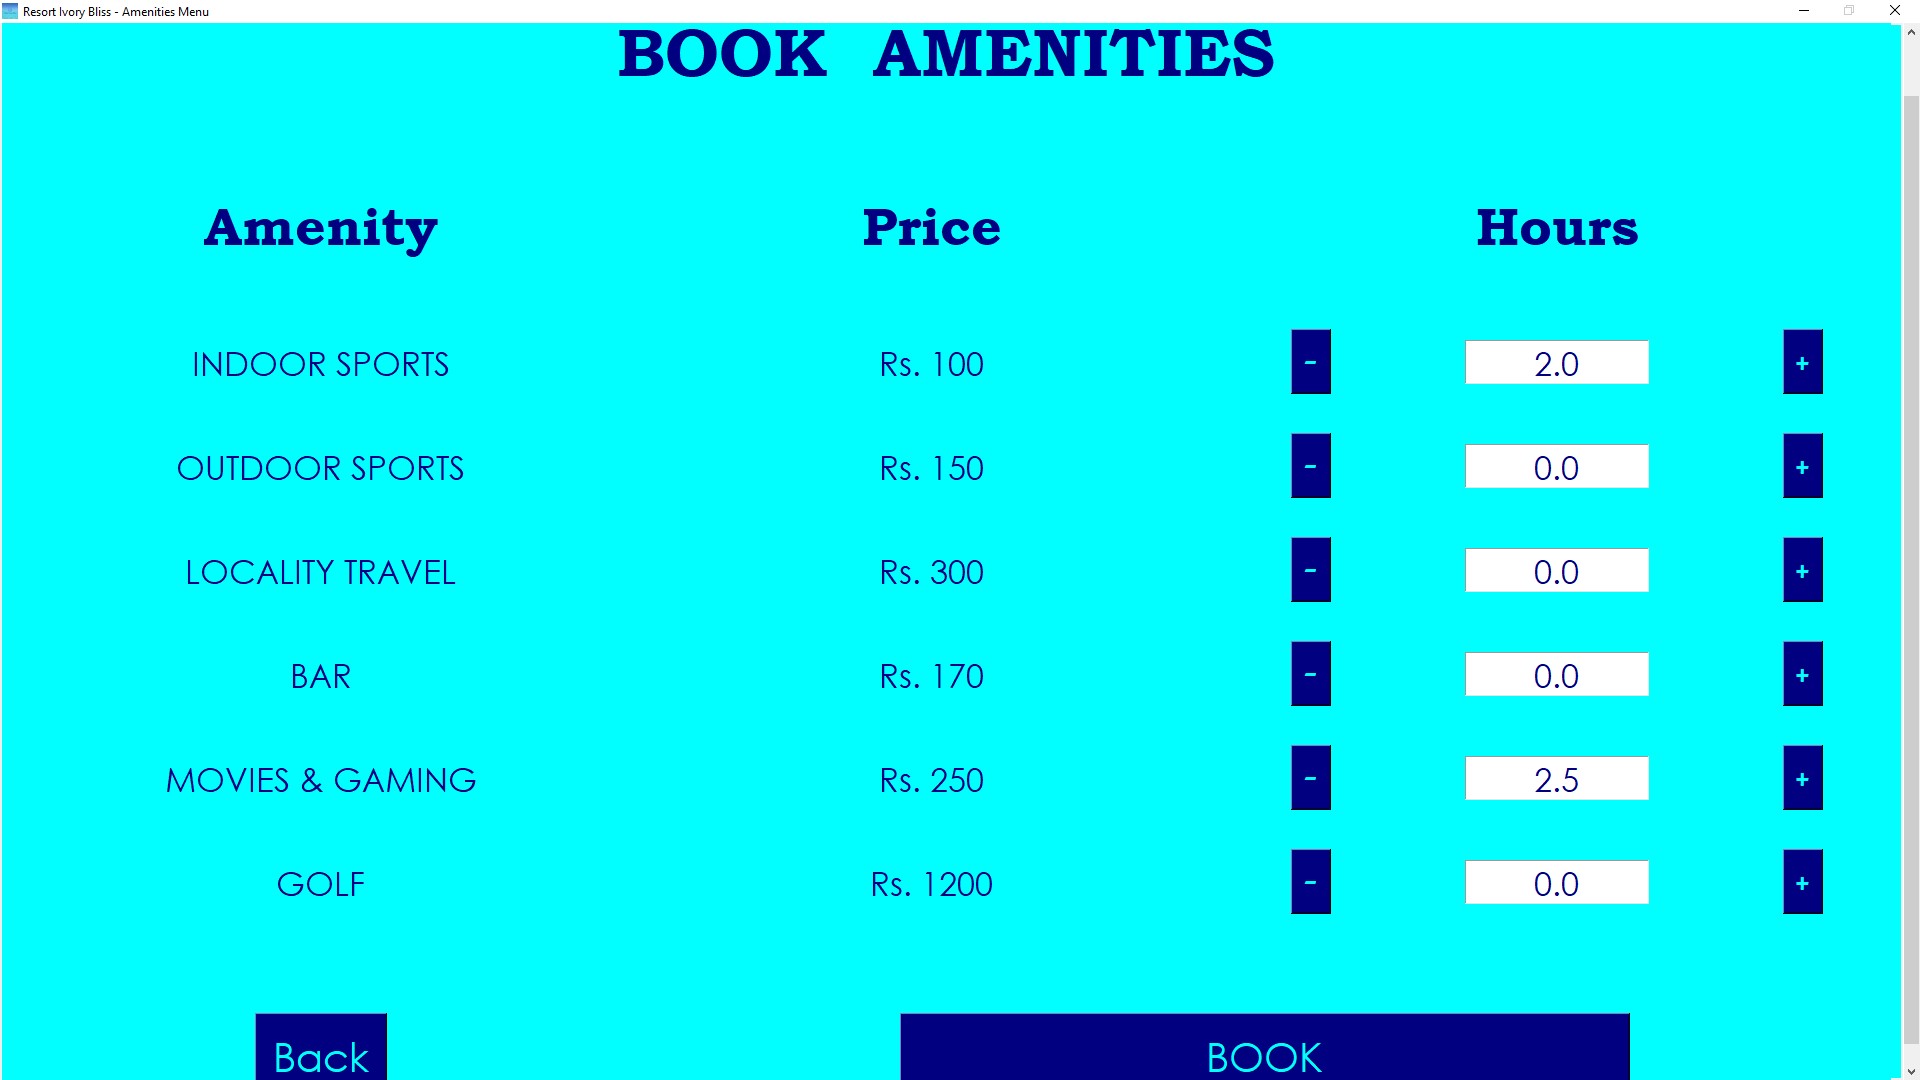 Resort Ivory Bliss - Amenities Menu
BOOK AMENITIES
Amenity Price Hours
INDOOR SPORTS Rs. 100 - 2.0 +
OUTDOOR SPORTS Rs. 150 - 0.0 +
LOCALITY TRAVEL Rs. 300 - 0.0 +
BAR Rs. 170 - 0.0 +
MOVIES & GAMING Rs. 250 - 2.5 +
GOLF Rs. 1200 - 0.0 +
Back BOOK